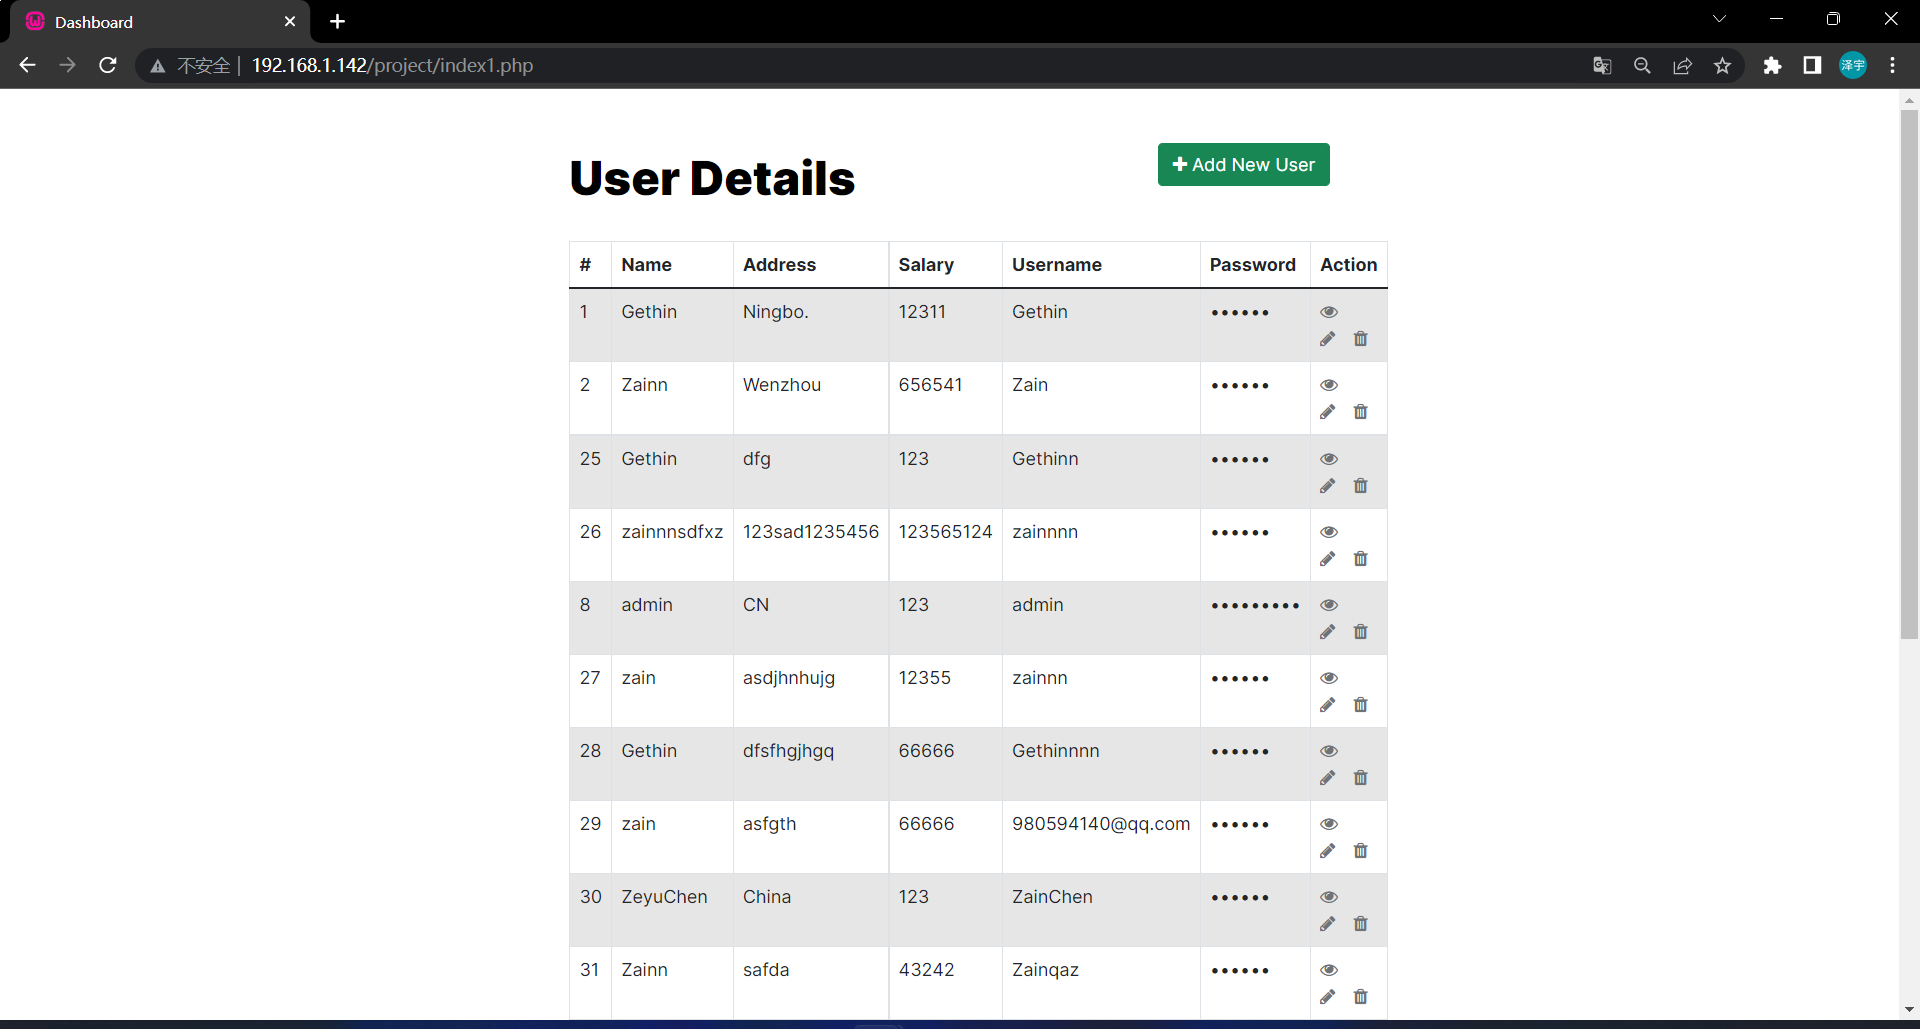 Dashboard
不安全 192.168.1.142/project/index1.php
泽宇
User Details
Add New User
# Name Address Salary Username Password Action
1 Gethin Ningbo. 12311 Gethin ••••••
2 Zainn Wenzhou 656541 Zain ••••••
25 Gethin dfg 123 Gethinn ••••••
26 zainnnsdfxz 123sad1235456 123565124 zainnnn ••••••
8 admin CN 123 admin •••••••••
27 zain asdjhnhujg 12355 zainnn ••••••
28 Gethin dfsfhgjhgq 66666 Gethinnnn ••••••
29 zain asfgth 66666 980594140@qq.com ••••••
30 ZeyuChen China 123 ZainChen ••••••
31 Zainn safda 43242 Zainqaz ••••••